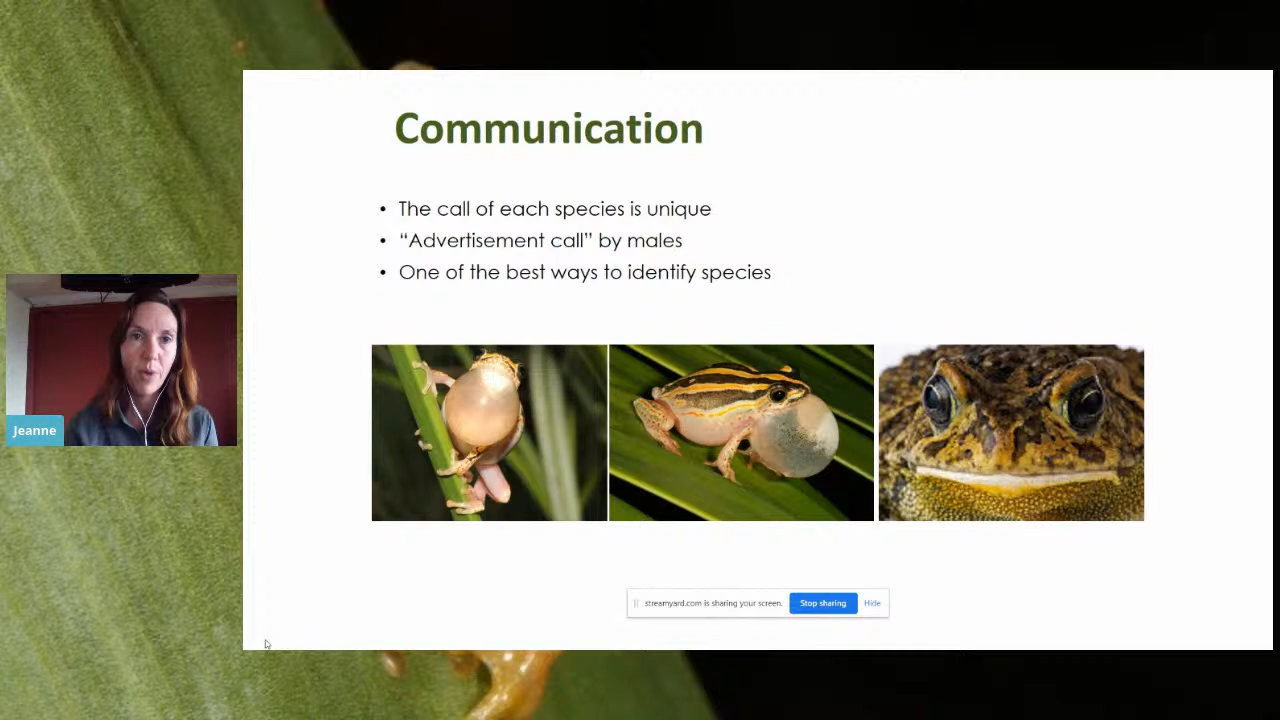 Communication
• The call of each species is unique
• “Advertisement call” by males
• One of the best ways to identify species
Jeanne
streamyard.com is sharing your screen. Stop sharing Hide